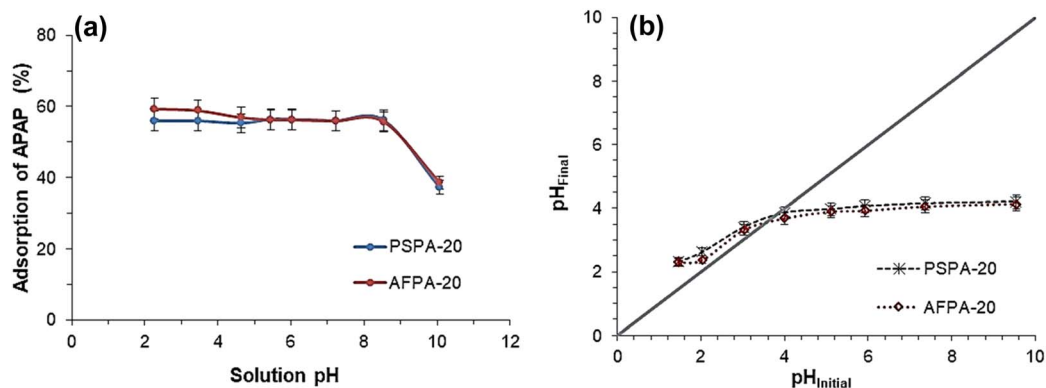 (a)
Adsorption of APAP (%)
80
60
40
20
0
0 2 4 6 8 10 12
Solution pH
PSPA-20
AFPA-20
(b)
pHFinal
10
8
6
4
2
0
0 2 4 6 8 10
pHInitial
PSPA-20
AFPA-20